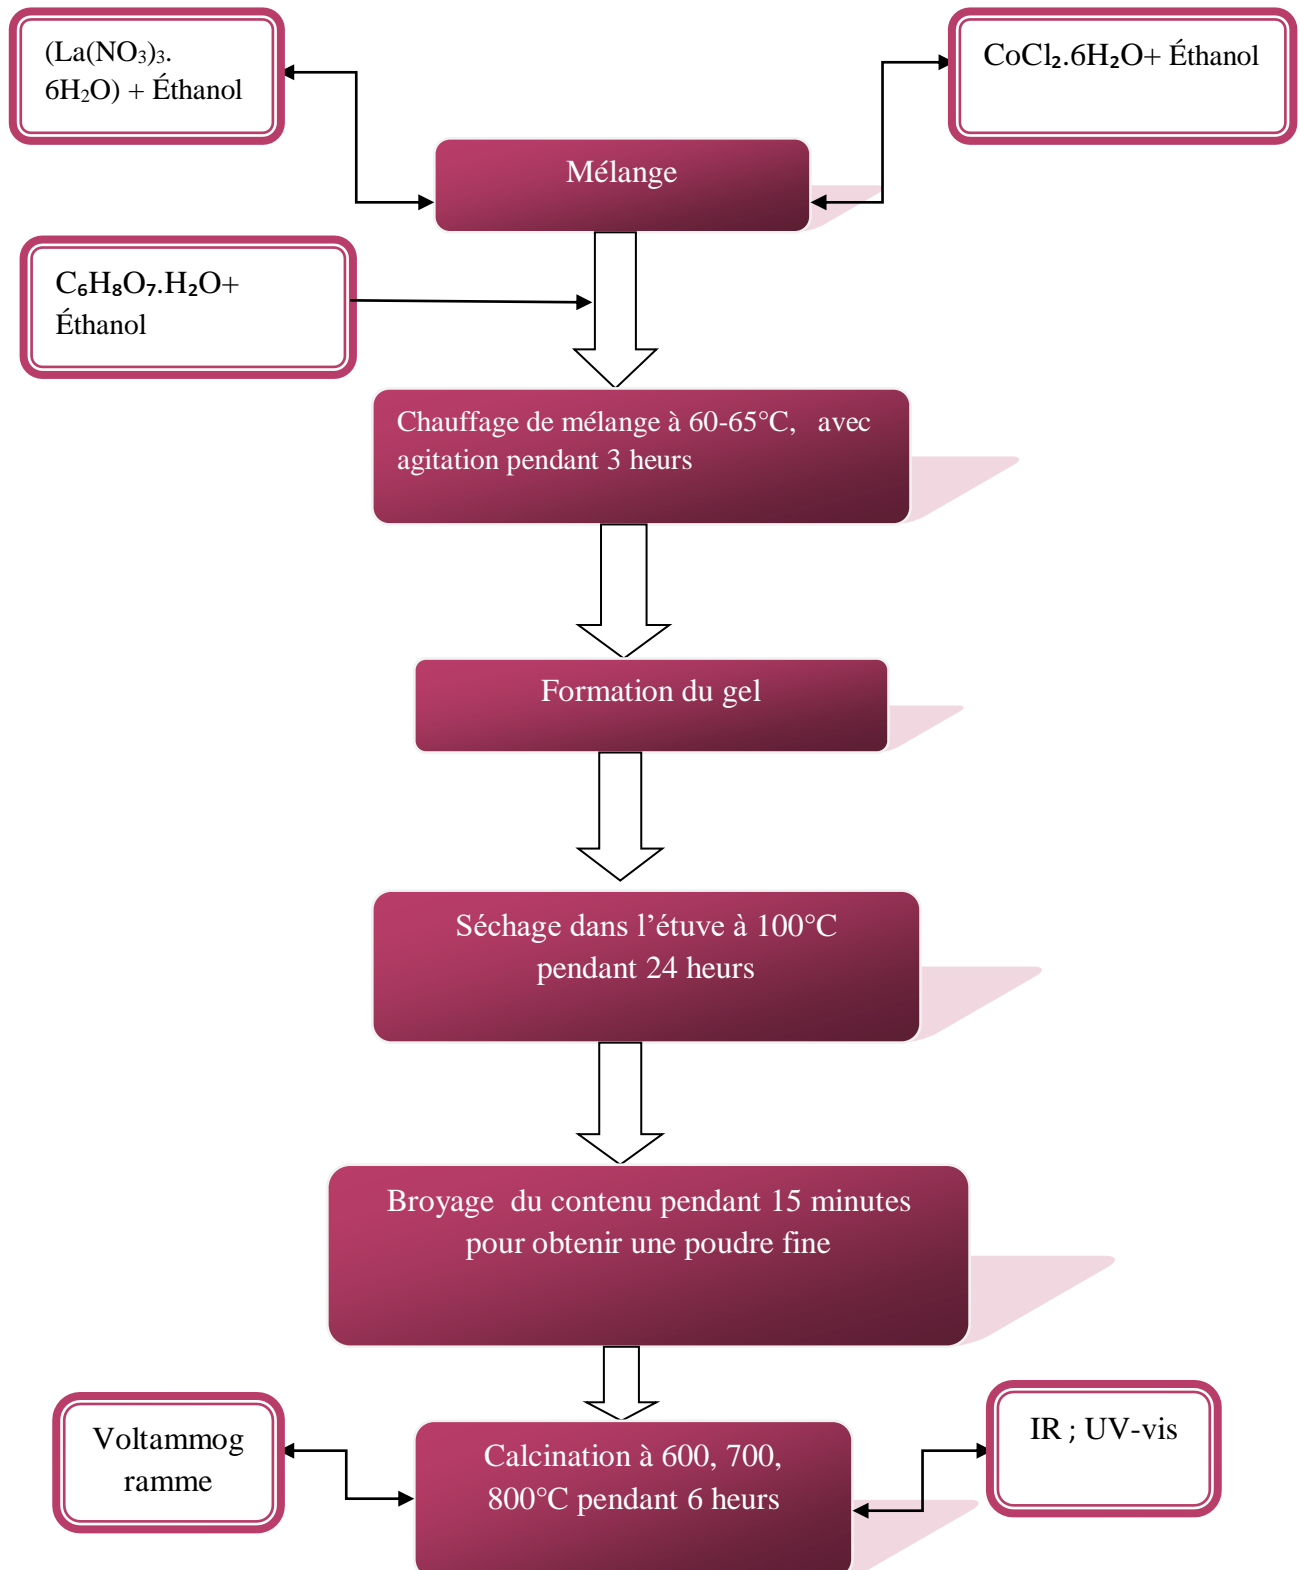 (La(NO₃)₃.
6H₂O) + Éthanol
CoCl₂.6H₂O+ Éthanol
Mélange
C₆H₈O₇.H₂O+
Éthanol
Chauffage de mélange à 60-65°C, avec
agitation pendant 3 heurs
Formation du gel
Séchage dans l’étuve à 100°C
pendant 24 heurs
Broyage du contenu pendant 15 minutes
pour obtenir une poudre fine
Voltammog
ramme
Calcination à 600, 700,
800°C pendant 6 heurs
IR ; UV-vis